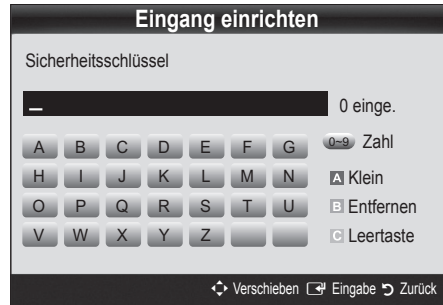 Eingang einrichten
Sicherheitsschlüssel
_ 0 einge.
A B C D E F G 0~9 Zahl
H I J K L M N A Klein
O P Q R S T U B Entfernen
V W X Y Z C Leertaste
Verschieben Eingabe Zurück